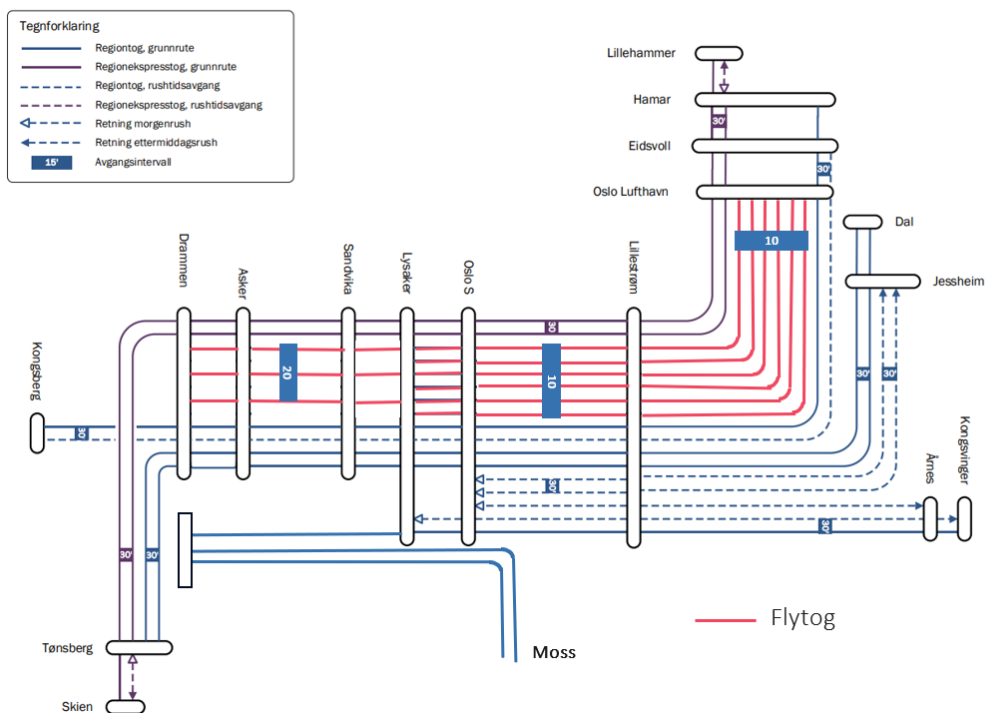 Tegnforklaring
Regiontog, grunnrute
Regionekspresstog, grunnrute
Regiontog, rushtidsavgang
Regionekspresstog, rushtidsavgang
Retning morgenrush
Retning ettermiddagsrush
15' Avgangsintervall
Lillehammer
Hamar
30'
Eidsvoll
30'
Oslo Lufthavn
Dal
10
Jessheim
Drammen
Asker
Sandvika
Lysaker
Oslo S
Lillestrøm
30
20
10
30'
30'
Kongsberg
30'
30'
Årnes
Kongsvinger
30'
30'
30'
Flytog
Moss
Tønsberg
Skien